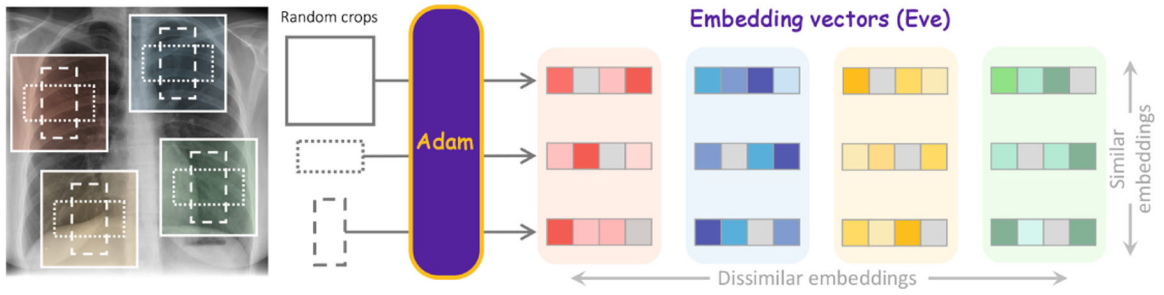 Random crops
Adam
Embedding vectors (Eve)
Similar
embeddings
Dissimilar embeddings